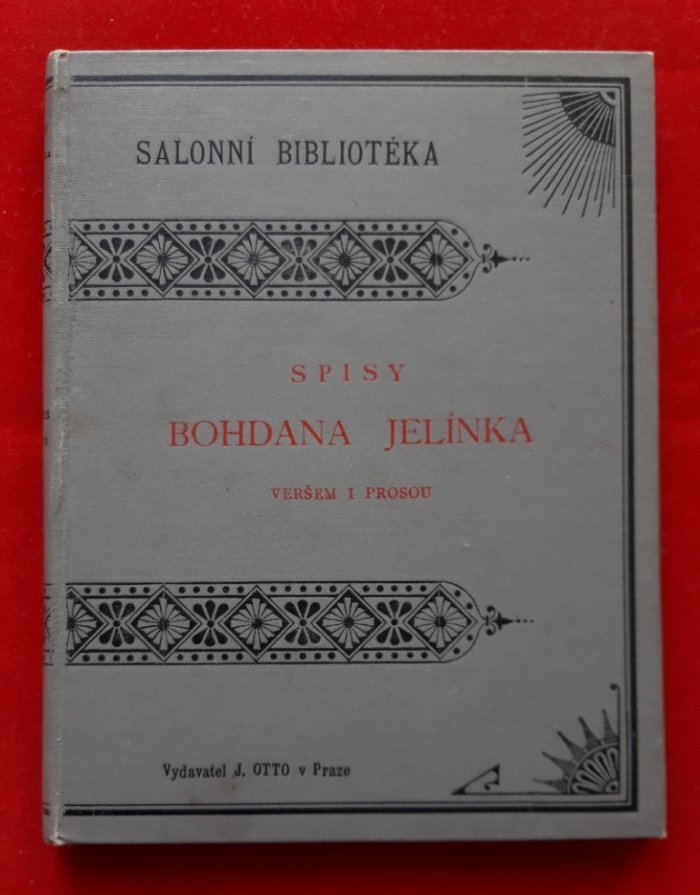 SALONNÍ BIBLIOTÉKA
SPISY
BOHDANA JELÍNKA
VERŠEM I PROSOU
Vydavatel J. OTTO v Praze